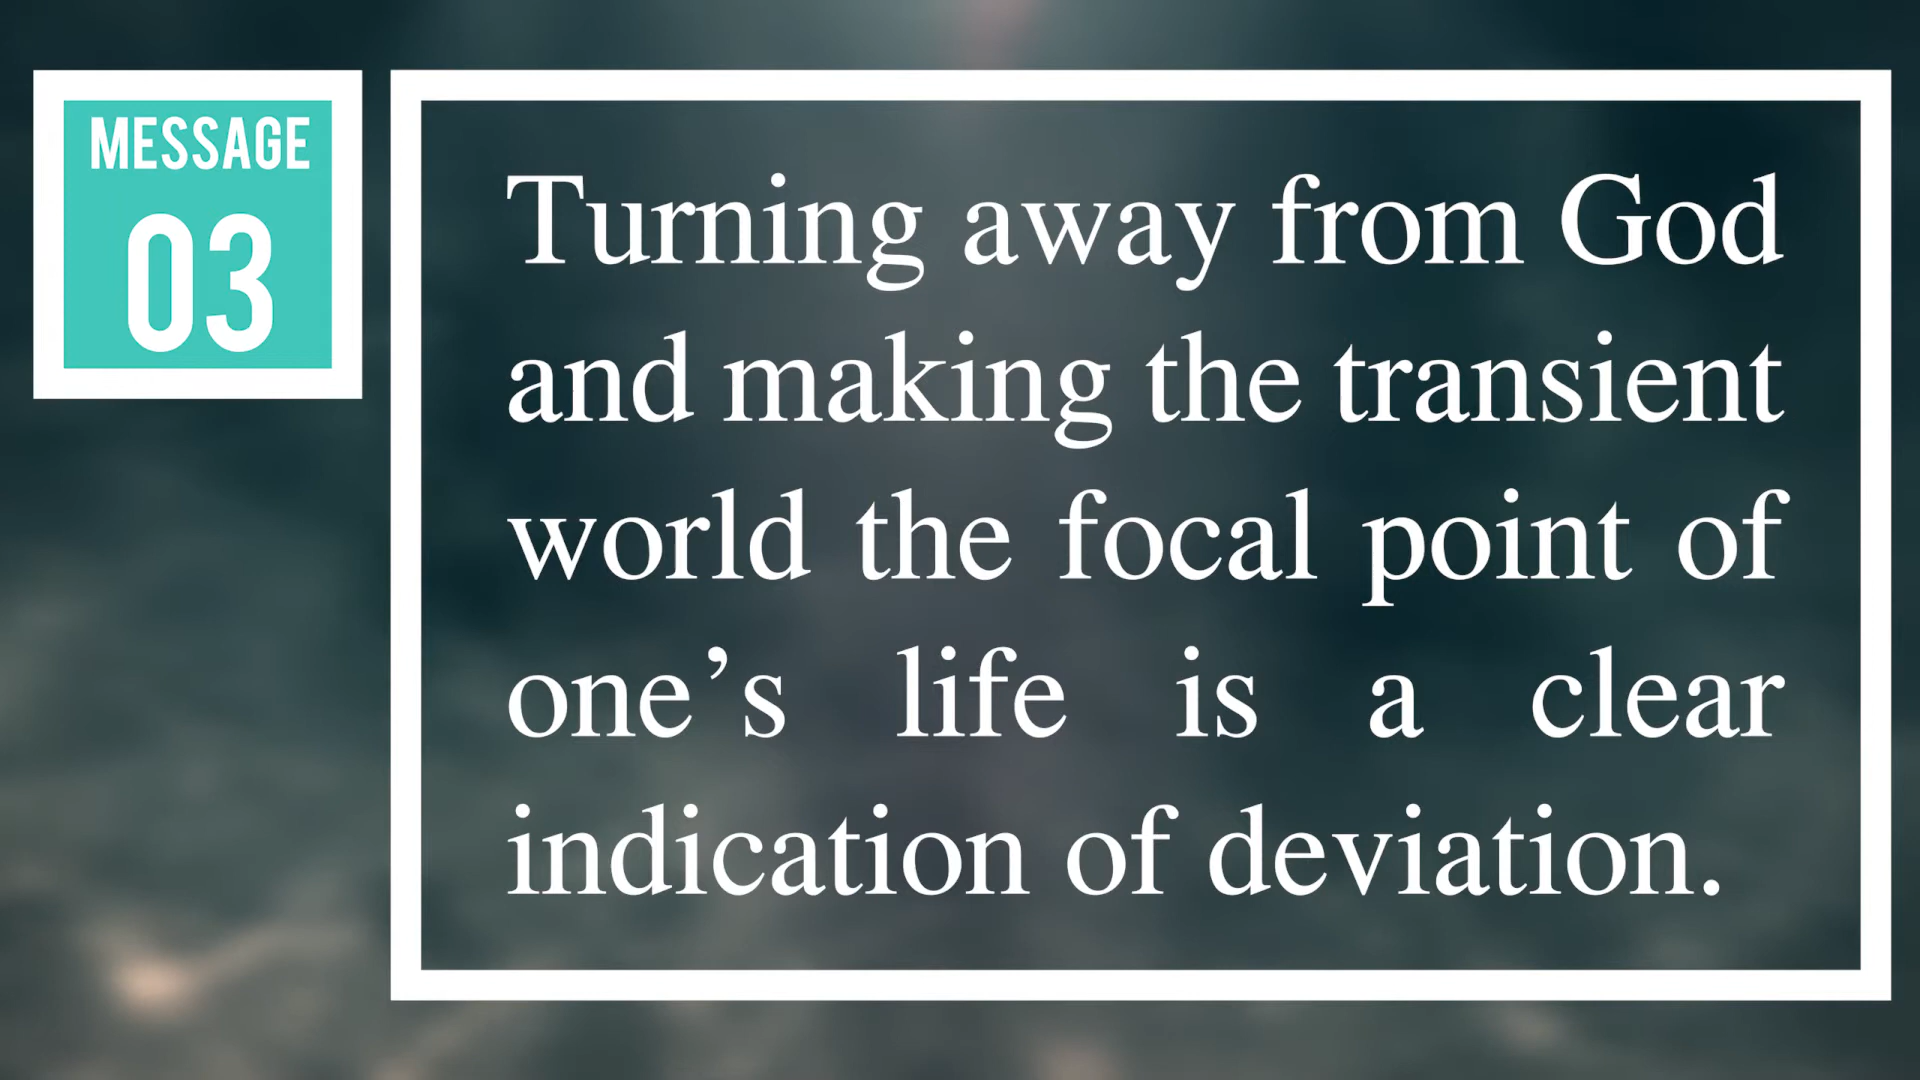 MESSAGE
03
Turning away from God
and making the transient
world the focal point of
one’s life is a clear
indication of deviation.